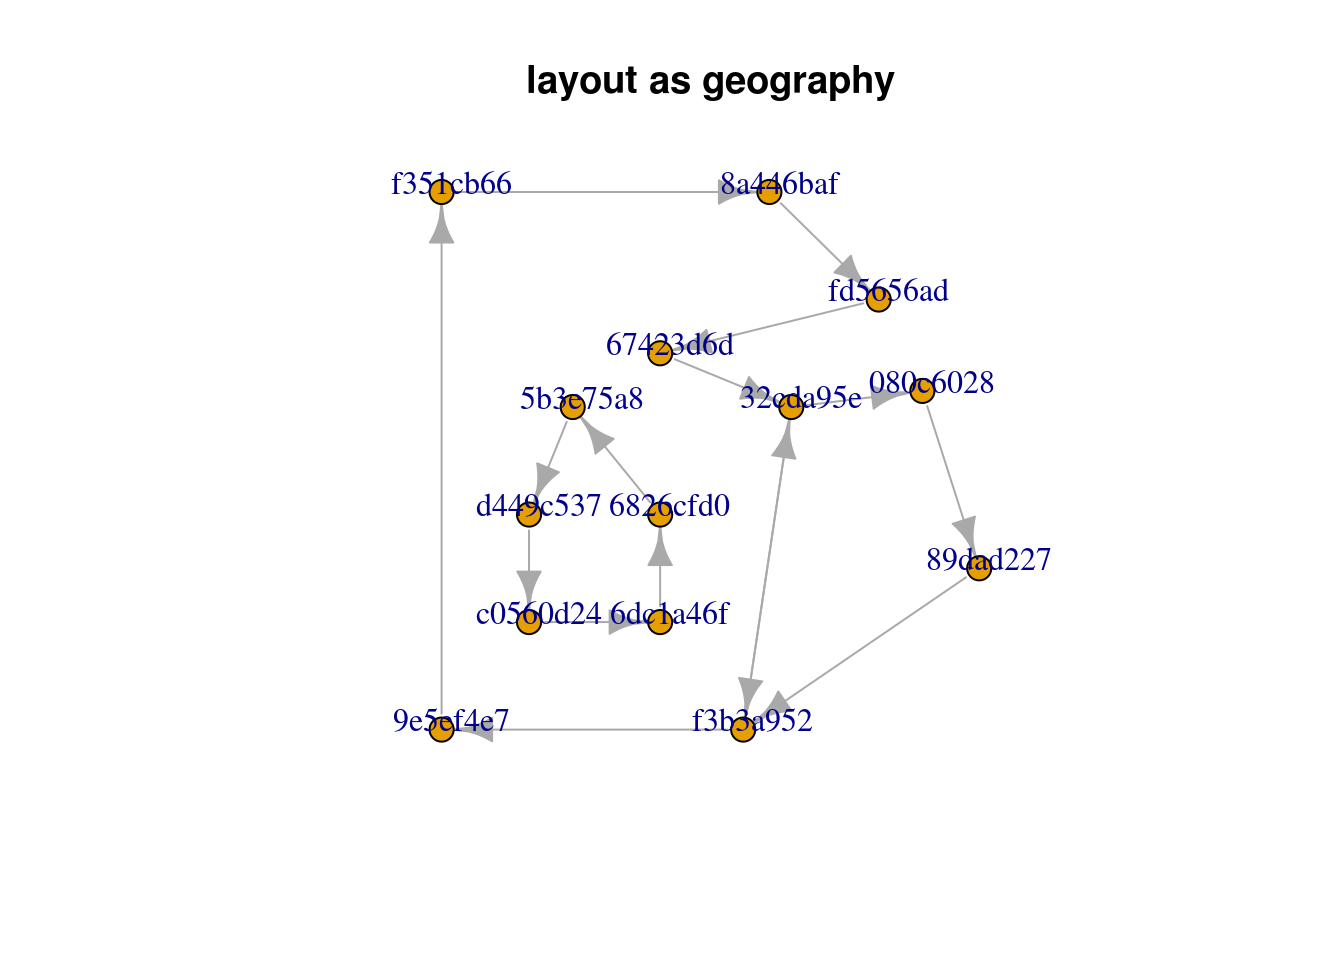 layout as geography
f351cb66
8a446baf
fd5656ad
67423d6d
080c6028
5b3e75a8
32cda95e
d449c537
6826cfd0
89dad227
c0560d24
6dc1a46f
9e5ef4e7
f3b3a952